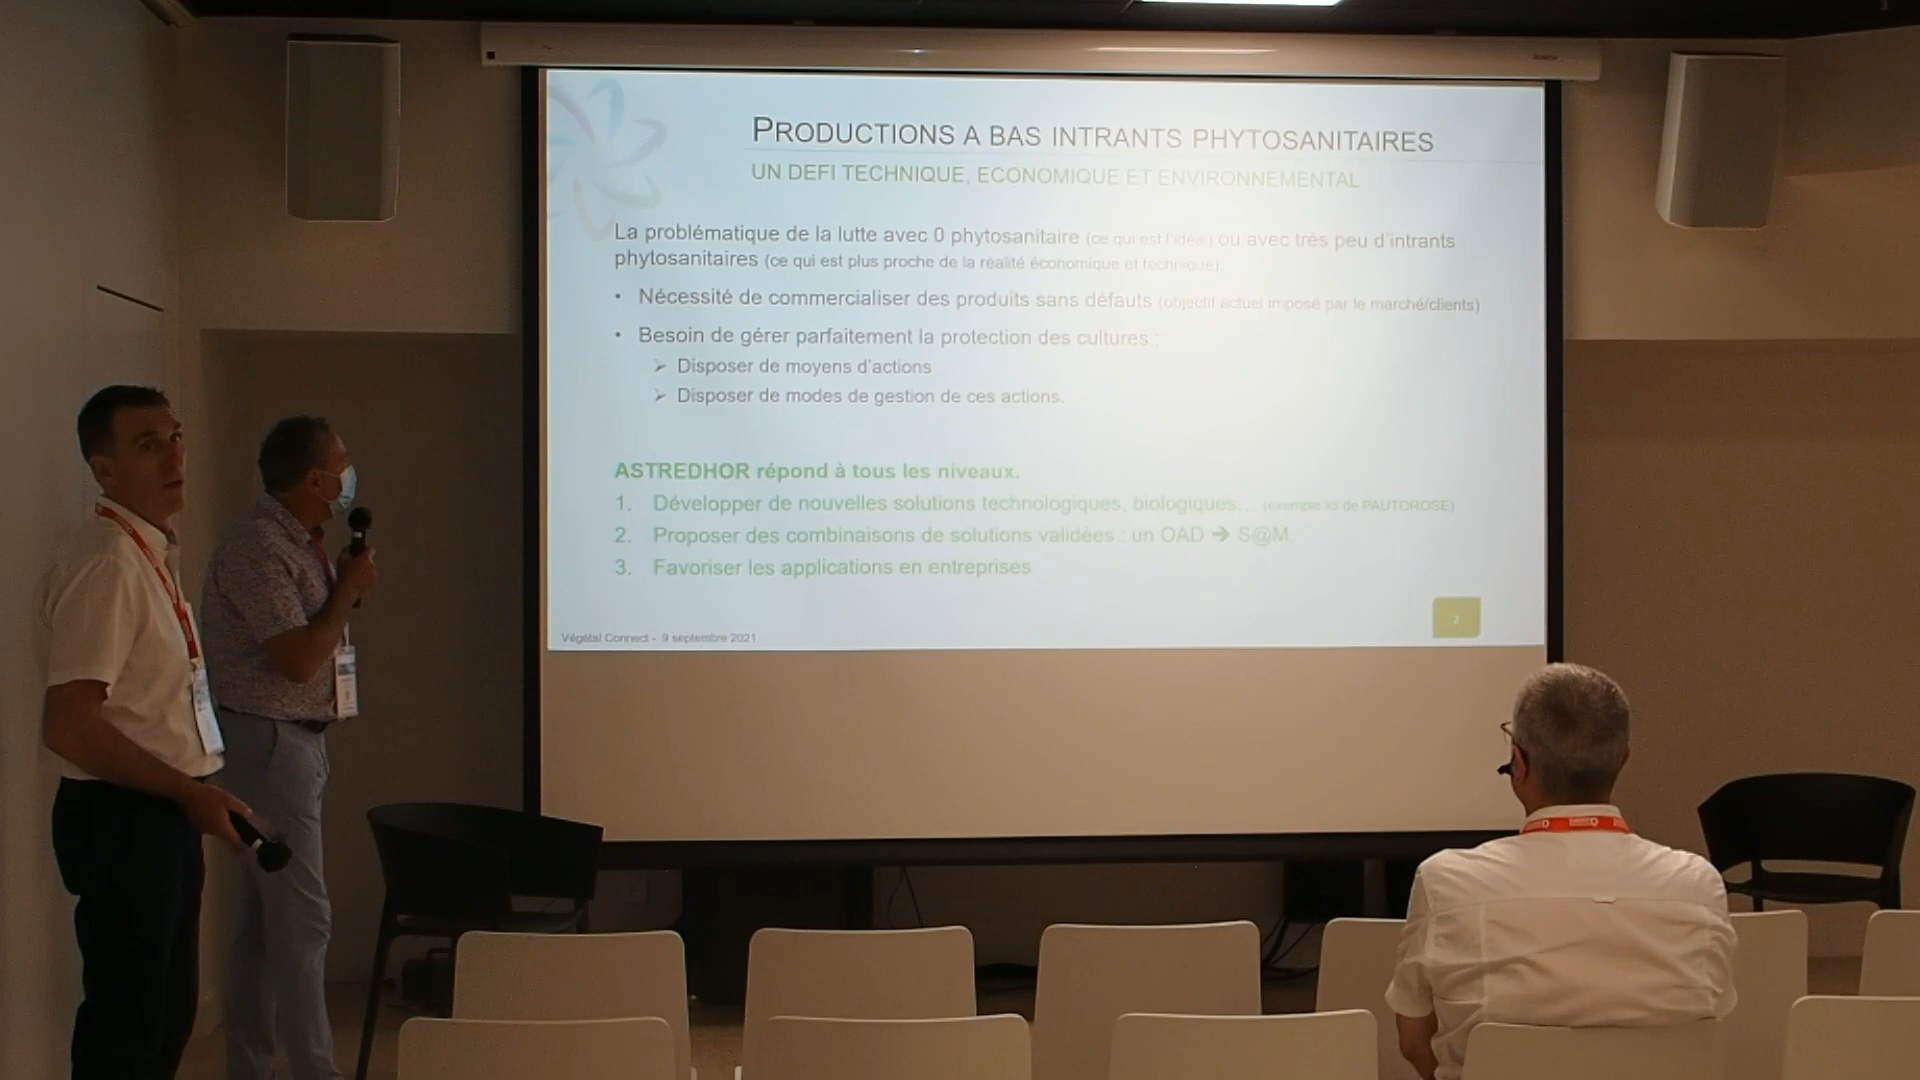 PRODUCTIONS A BAS INTRANTS PHYTOSANITAIRES
UN DEFI TECHNIQUE, ECONOMIQUE ET ENVIRONNEMENTAL
La problématique de la lutte avec 0 phytosanitaire (ce qui est l'idéal) ou avec très peu d'intrants
phytosanitaires (ce qui est plus proche de la réalité économique et technique).
• Nécessité de commercialiser des produits sans défauts (objectif actuel imposé par le marché/clients)
• Besoin de gérer parfaitement la protection des cultures :
➢ Disposer de moyens d'actions
➢ Disposer de modes de gestion de ces actions.
ASTREDHOR répond à tous les niveaux.
1. Développer de nouvelles solutions technologiques, biologiques… (exemple ici de PAUTOROSE)
2. Proposer des combinaisons de solutions validées : un OAD ➔ S@M.
3. Favoriser les applications en entreprises
Végétal Connect - 9 septembre 2021
2